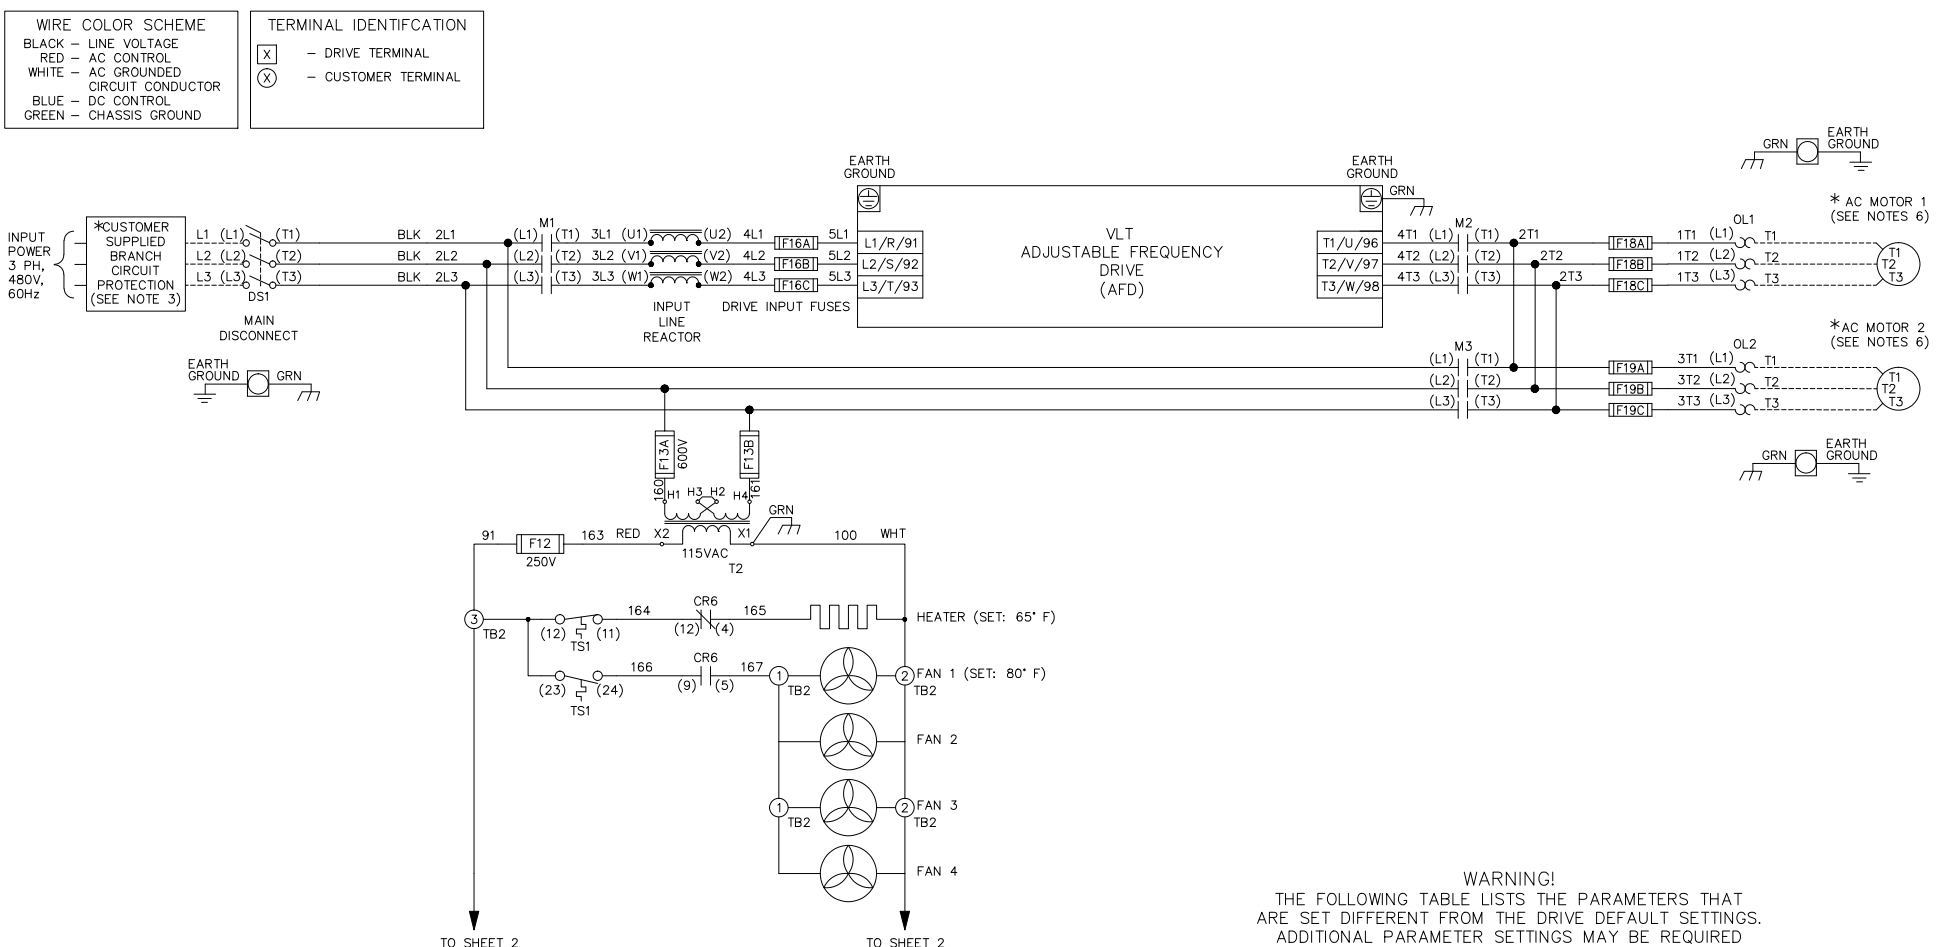 WIRE COLOR SCHEME
BLACK – LINE VOLTAGE
RED – AC CONTROL
WHITE – AC GROUNDED
CIRCUIT CONDUCTOR
BLUE – DC CONTROL
GREEN – CHASSIS GROUND
TERMINAL IDENTIFCATION
X – DRIVE TERMINAL
X – CUSTOMER TERMINAL
INPUT
POWER
3 PH,
480V,
60Hz
*CUSTOMER
SUPPLIED
BRANCH
CIRCUIT
PROTECTION
(SEE NOTE 3)
L1 (L1) (T1) BLK 2L1 (L1) M1 (T1) 3L1 (U1) (U2) 4L1 F16A 5L1 L1/R/91
L2 (L2) (T2) BLK 2L2 (L2) (T2) 3L2 (V1) (V2) 4L2 F16B 5L2 L2/S/92
L3 (L3) (T3) BLK 2L3 (L3) (T3) 3L3 (W1) (W2) 4L3 F16C 5L3 L3/T/93
DS1
MAIN
DISCONNECT
INPUT
LINE
REACTOR
DRIVE INPUT FUSES
EARTH
GROUND
GRN
EARTH
GROUND
VLT
ADJUSTABLE FREQUENCY
DRIVE
(AFD)
EARTH
GROUND
GRN
T1/U/96 4T1 (L1) M2 (T1) 2T1 F18A 1T1 (L1) OL1 T1
T2/V/97 4T2 (L2) (T2) 2T2 F18B 1T2 (L2) T2
T3/W/98 4T3 (L3) (T3) 2T3 F18C 1T3 (L3) T3
GRN
EARTH
GROUND
* AC MOTOR 1
(SEE NOTES 6)
T1
T2
T3
*AC MOTOR 2
(SEE NOTES 6)
(L1) M3 (T1) F19A 3T1 (L1) OL2 T1
(L2) (T2) F19B 3T2 (L2) T2
(L3) (T3) F19C 3T3 (L3) T3
T1
T2
T3
GRN
EARTH
GROUND
F13A
600V
F13B
160
161
H1 H3 H2 H4
GRN
91 F12 163 RED X2 X1 100 WHT
250V
115VAC
T2
3
TB2
(12) (11)
TS1
164
CR6
(12) (4)
165
HEATER (SET: 65° F)
(23) (24)
TS1
166
CR6
(9) (5)
167
1
TB2
2
TB2
FAN 1 (SET: 80° F)
FAN 2
1
TB2
2
TB2
FAN 3
FAN 4
TO SHEET 2
TO SHEET 2
WARNING!
THE FOLLOWING TABLE LISTS THE PARAMETERS THAT
ARE SET DIFFERENT FROM THE DRIVE DEFAULT SETTINGS.
ADDITIONAL PARAMETER SETTINGS MAY BE REQUIRED